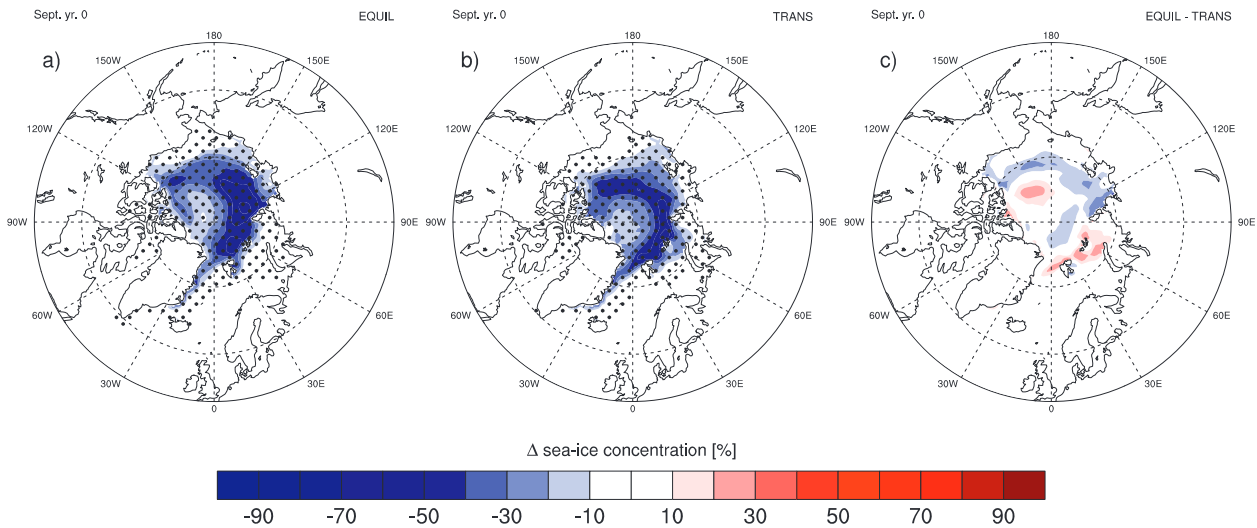 Sept. yr. 0 EQUIL
a)
180
150W 150E
120W 120E
90W 90E
60W 60E
30W 30E
0
Sept. yr. 0 TRANS
b)
180
150W 150E
120W 120E
90W 90E
60W 60E
30W 30E
0
Sept. yr. 0 EQUIL - TRANS
c)
180
150W 150E
120W 120E
90W 90E
60W 60E
30W 30E
0
Δ sea-ice concentration [%]
-90 -70 -50 -30 -10 10 30 50 70 90